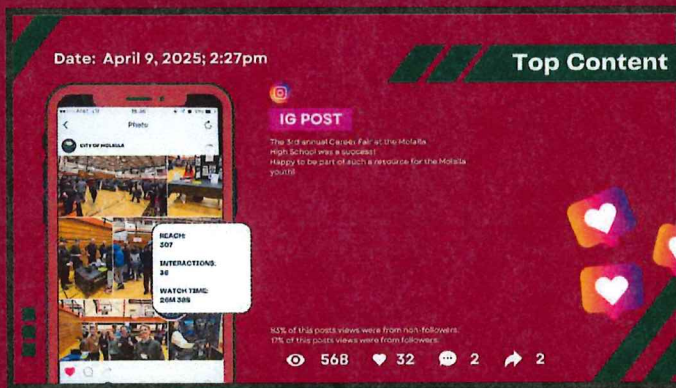 Date: April 9, 2025; 2:27pm
Top Content
IG POST
The 3rd annual Career Fair at the Molalla
High School was a success!
Happy to be part of such a resource for the Molalla
youth!
Photo
CITY OF MOLALLA
REACH:
307
INTERACTIONS:
36
WATCH TIME:
26M 38S
83% of this posts views were from non-followers.
17% of this posts views were from followers.
568 32 2 2